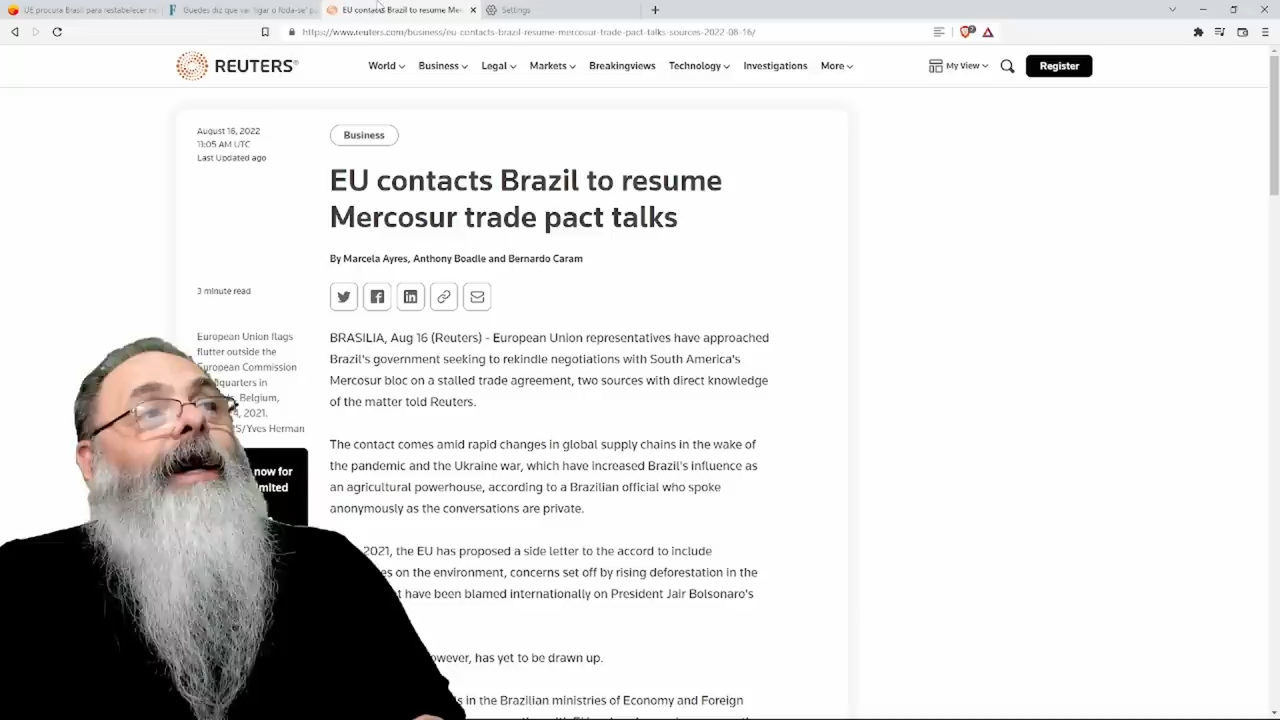 UE procura Brasil para restabelecer ne
Guedes diz que vai 'ligar o foda-se' pa
EU contacts Brazil to resume Mer
Settings
https://www.reuters.com/business/eu-contacts-brazil-resume-mercosur-trade-pact-talks-sources-2022-08-16/
REUTERS®
World
Business
Legal
Markets
Breakingviews
Technology
Investigations
More
My View
Register
August 16, 2022
11:05 AM UTC
Last Updated ago
Business
EU contacts Brazil to resume
Mercosur trade pact talks
By Marcela Ayres, Anthony Boadle and Bernardo Caram
3 minute read
European Union flags
flutter outside the
European Commission
quarters in
Belgium,
4, 2021.
S/Yves Herman
now for
BRASILIA, Aug 16 (Reuters) - European Union representatives have approached
Brazil's government seeking to rekindle negotiations with South America's
Mercosur bloc on a stalled trade agreement, two sources with direct knowledge
of the matter told Reuters.
The contact comes amid rapid changes in global supply chains in the wake of
the pandemic and the Ukraine war, which have increased Brazil's influence as
an agricultural powerhouse, according to a Brazilian official who spoke
anonymously as the conversations are private.
2021, the EU has proposed a side letter to the accord to include
es on the environment, concerns set off by rising deforestation in the
t have been blamed internationally on President Jair Bolsonaro's
owever, has yet to be drawn up.
s in the Brazilian ministries of Economy and Foreign